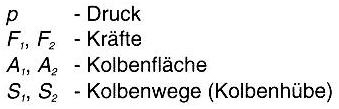 p - Druck
F₁, F₂ - Kräfte
A₁, A₂ - Kolbenfläche
S₁, S₂ - Kolbenwege (Kolbenhübe)